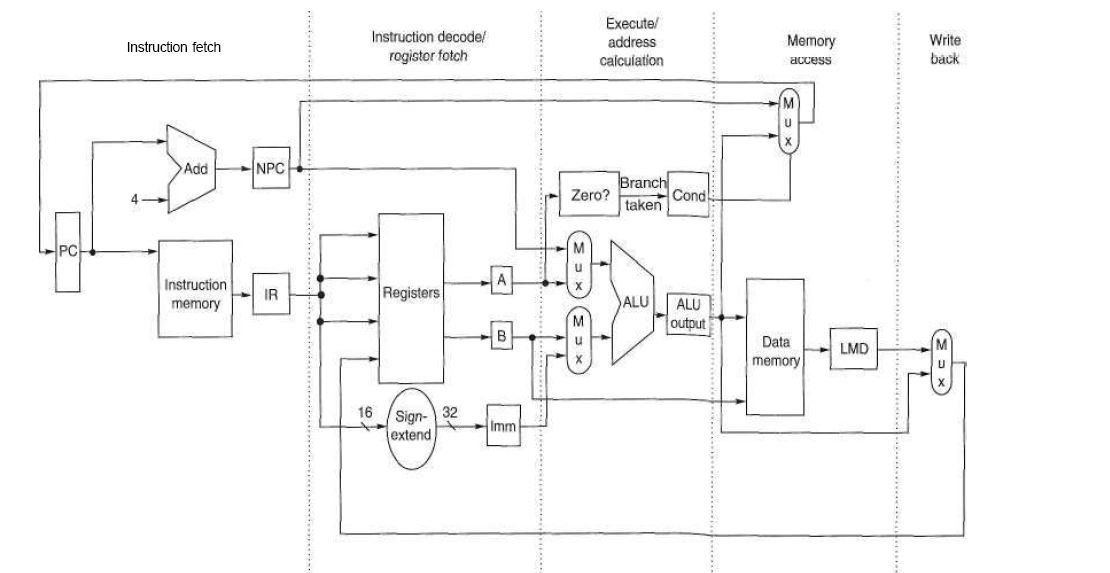 Instruction fetch
Instruction decode/
rogistor fotch
Execute/
address
calculation
Memory
access
Write
back
M
u
x
Add
NPC
4
Zero?
Branch
taken
Cond
PC
Instruction
memory
IR
Registers
A
B
M
u
x
M
u
x
ALU
ALU
output
Data
memory
LMD
M
u
x
16
Sign-
extend
32
Imm